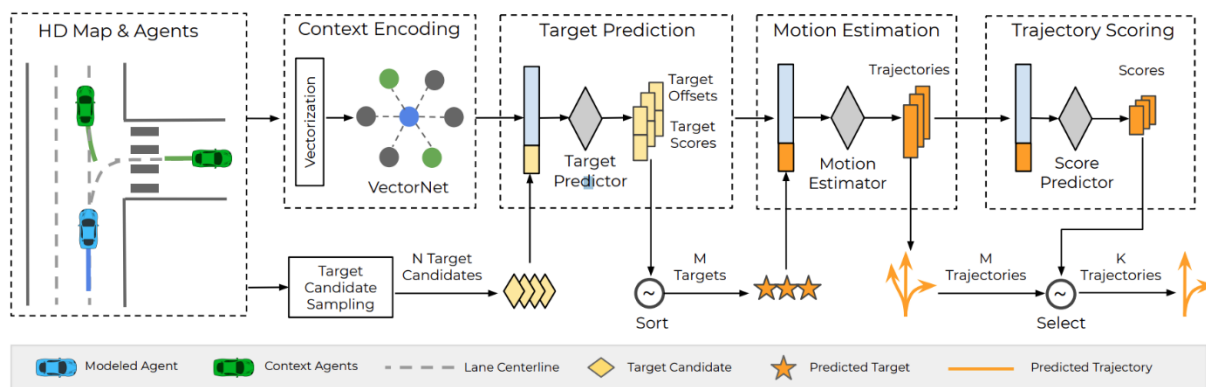 HD Map & Agents
Context Encoding
Target Prediction
Motion Estimation
Trajectory Scoring
Vectorization
VectorNet
Target
Offsets
Target
Scores
Target
Predictor
Trajectories
Motion
Estimator
Scores
Score
Predictor
Target
Candidate
Sampling
N Target
Candidates
~
Sort
M
Targets
M
Trajectories
~
Select
K
Trajectories
Modeled Agent
Context Agents
Lane Centerline
Target Candidate
Predicted Target
Predicted Trajectory